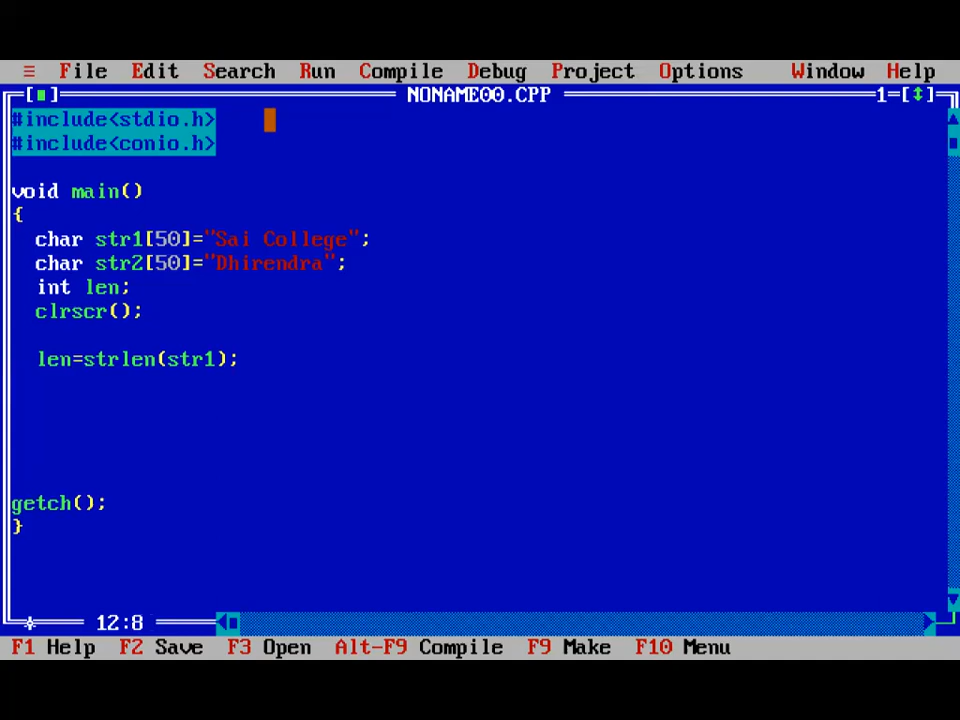 ≡ File Edit Search Run Compile Debug Project Options Window Help
[■] NONAME00.CPP 1=[↕]
#include<stdio.h>
#include<conio.h>
void main()
{
char str1[50]="Sai College";
char str2[50]="Dhirendra";
int len;
clrscr();
len=strlen(str1);
getch();
}
12:8
F1 Help F2 Save F3 Open Alt-F9 Compile F9 Make F10 Menu